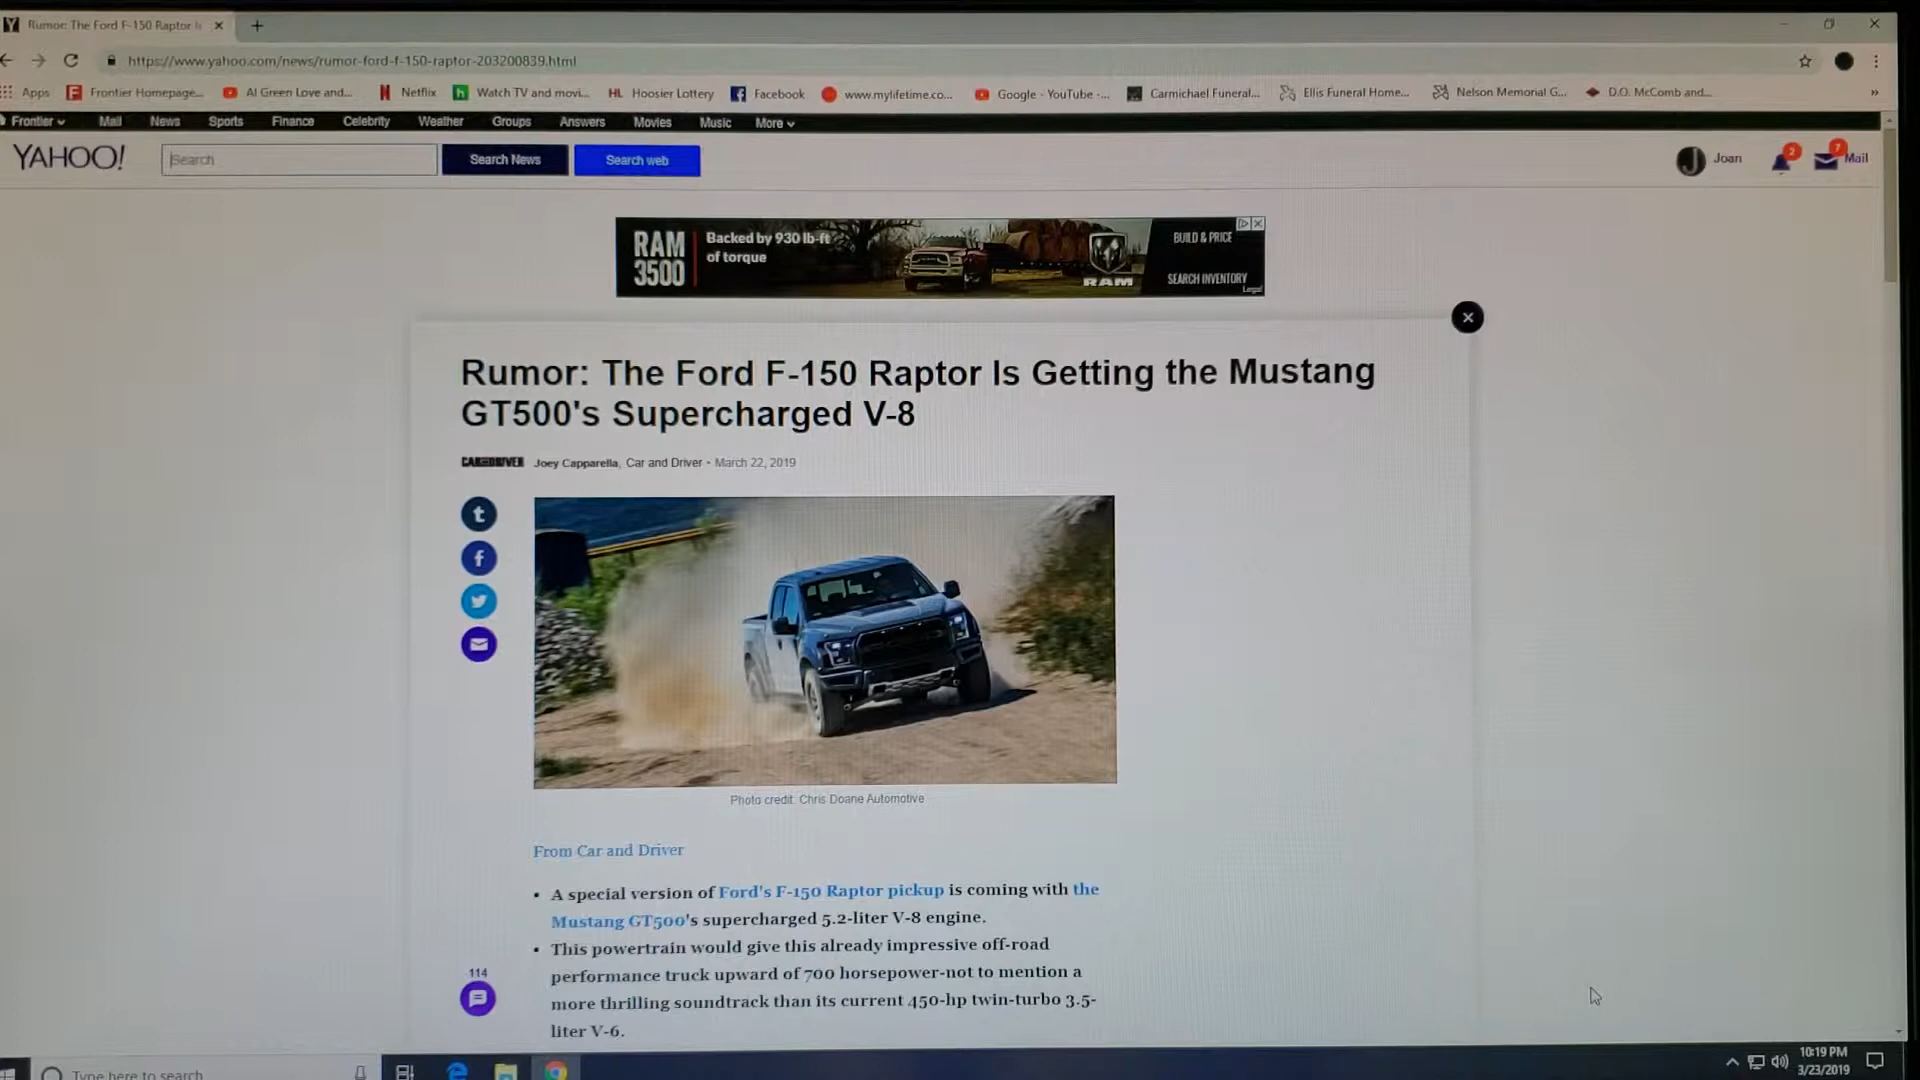 Rumor: The Ford F-150 Raptor Is
https://www.yahoo.com/news/rumor-ford-f-150-raptor-203200839.html
Apps Frontier Homepage... Al Green Love and... Netflix Watch TV and movi... Hoosier Lottery Facebook www.mylifetime.co... Google - YouTube -... Carmichael Funeral... Ellis Funeral Home... Nelson Memorial G... D.O. McComb and... »
Frontier Mail News Sports Finance Celebrity Weather Groups Answers Movies Music More
YAHOO! Search Search News Search web Joan 2 7 Mail
RAM
3500
Backed by 930 lb-ft
of torque
RAM
BUILD & PRICE
SEARCH INVENTORY
Legal
Rumor: The Ford F-150 Raptor Is Getting the Mustang
GT500's Supercharged V-8
CAR AND DRIVER Joey Capparella, Car and Driver • March 22, 2019
Photo credit: Chris Doane Automotive
From Car and Driver
• A special version of Ford's F-150 Raptor pickup is coming with the
Mustang GT500's supercharged 5.2-liter V-8 engine.
• This powertrain would give this already impressive off-road
performance truck upward of 700 horsepower-not to mention a
more thrilling soundtrack than its current 450-hp twin-turbo 3.5-
liter V-6.
114
Type here to search
10:19 PM
3/23/2019